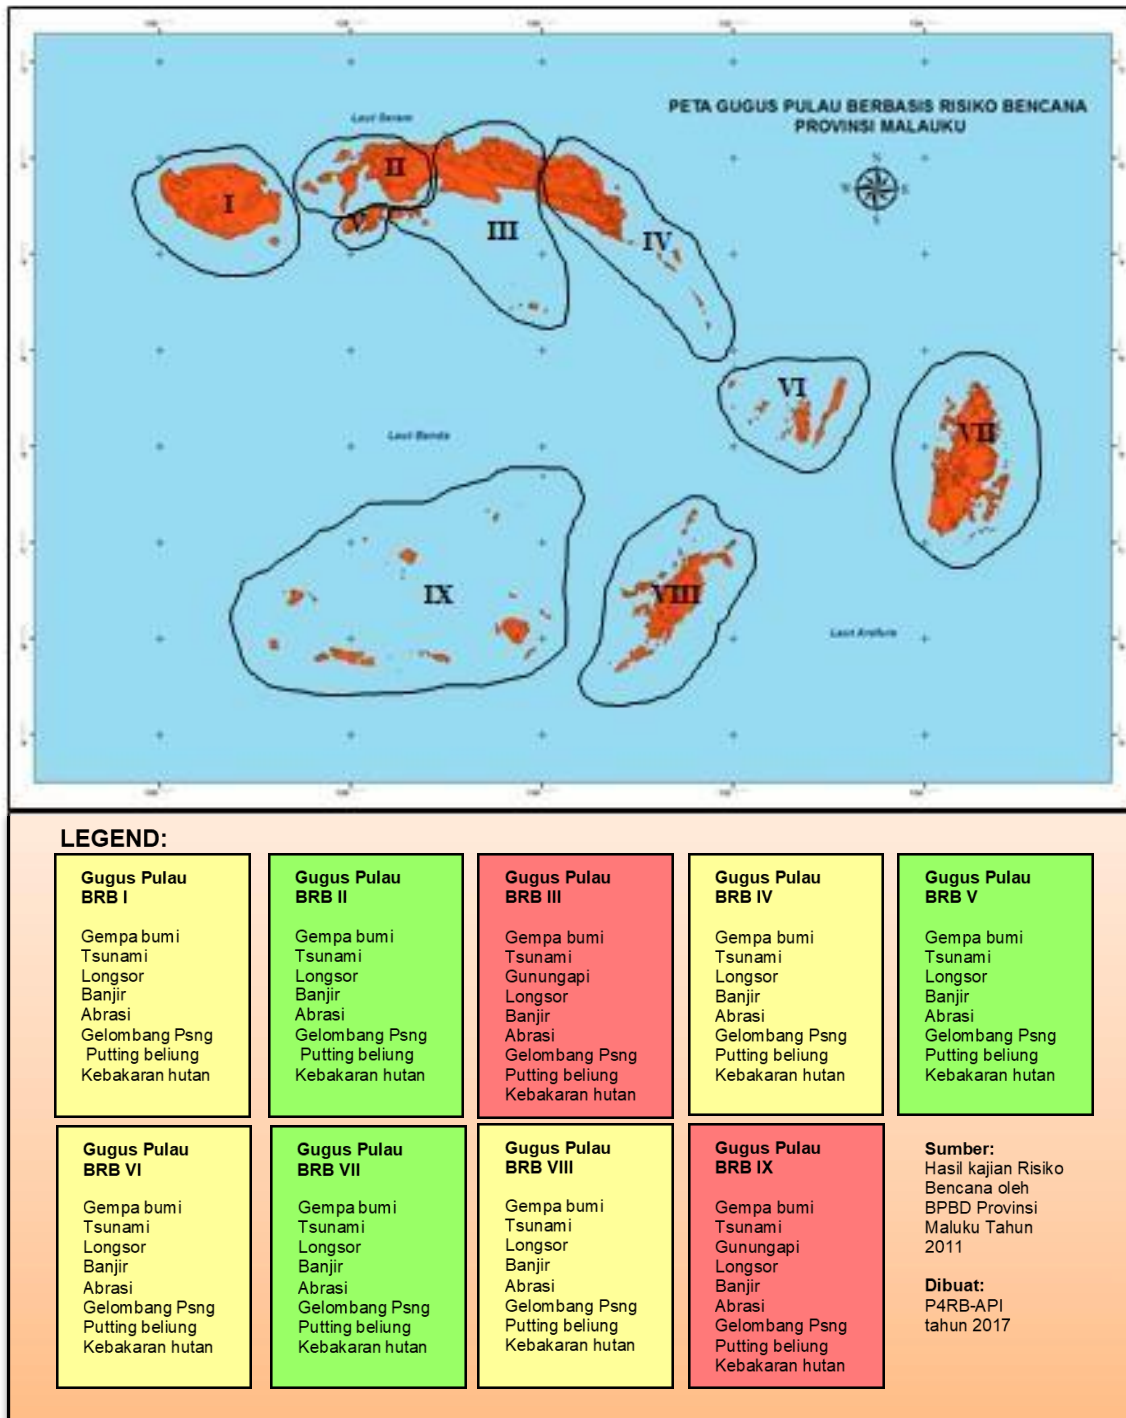 PETA GUGUS PULAU BERBASIS RISIKO BENCANA
PROVINSI MALAUKU
Laut Seram
N
W E
S
I
II
III
IV
V
VI
VII
VIII
IX
Laut Banda
Laut Arafura
LEGEND:
Gugus Pulau
BRB I
Gempa bumi
Tsunami
Longsor
Banjir
Abrasi
Gelombang Psng
Putting beliung
Kebakaran hutan
Gugus Pulau
BRB II
Gempa bumi
Tsunami
Longsor
Banjir
Abrasi
Gelombang Psng
Putting beliung
Kebakaran hutan
Gugus Pulau
BRB III
Gempa bumi
Tsunami
Gunungapi
Longsor
Banjir
Abrasi
Gelombang Psng
Putting beliung
Kebakaran hutan
Gugus Pulau
BRB IV
Gempa bumi
Tsunami
Longsor
Banjir
Abrasi
Gelombang Psng
Putting beliung
Kebakaran hutan
Gugus Pulau
BRB V
Gempa bumi
Tsunami
Longsor
Banjir
Abrasi
Gelombang Psng
Putting beliung
Kebakaran hutan
Gugus Pulau
BRB VI
Gempa bumi
Tsunami
Longsor
Banjir
Abrasi
Gelombang Psng
Putting beliung
Kebakaran hutan
Gugus Pulau
BRB VII
Gempa bumi
Tsunami
Longsor
Banjir
Abrasi
Gelombang Psng
Putting beliung
Kebakaran hutan
Gugus Pulau
BRB VIII
Gempa bumi
Tsunami
Longsor
Banjir
Abrasi
Gelombang Psng
Putting beliung
Kebakaran hutan
Gugus Pulau
BRB IX
Gempa bumi
Tsunami
Gunungapi
Longsor
Banjir
Abrasi
Gelombang Psng
Putting beliung
Kebakaran hutan
Sumber:
Hasil kajian Risiko
Bencana oleh
BPBD Provinsi
Maluku Tahun
2011
Dibuat:
P4RB-API
tahun 2017